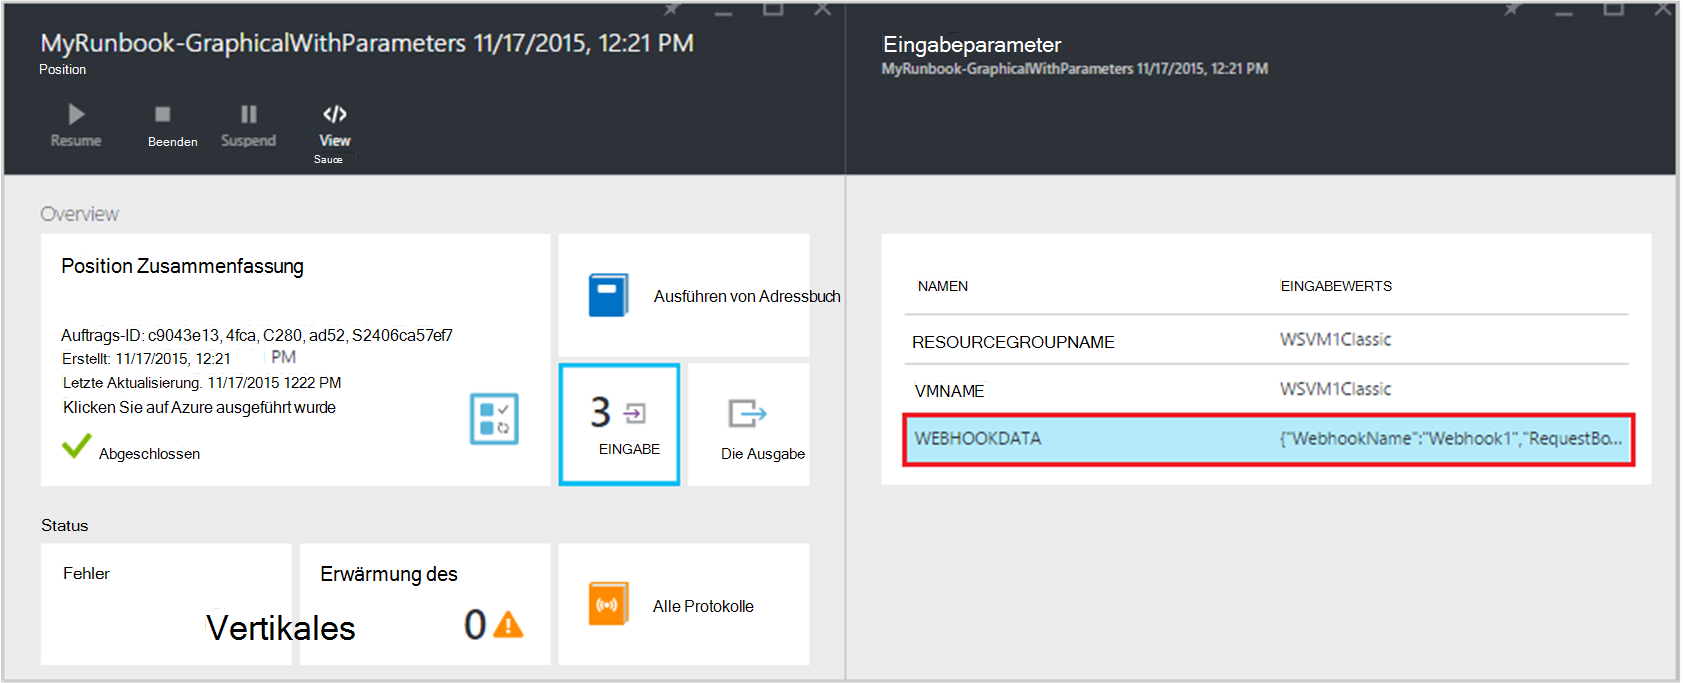 MyRunbook-GraphicalWithParameters 11/17/2015, 12:21 PM
Position
Resume
Beenden
Suspend
View
Sauce
Overview
Position Zusammenfassung
Auftrags-ID: c9043e13, 4fca, C280, ad52, S2406ca57ef7
Erstellt: 11/17/2015, 12:21 PM
Letzte Aktualisierung. 11/17/2015 1222 PM
Klicken Sie auf Azure ausgeführt wurde
Abgeschlossen
Ausführen von Adressbuch
3
EINGABE
Die Ausgabe
Status
Fehler
Vertikales
Erwärmung des
0
Alle Protokolle
Eingabeparameter
MyRunbook-GraphicalWithParameters 11/17/2015, 12:21 PM
NAMEN EINGABEWERTS
RESOURCEGROUPNAME WSVM1Classic
VMNAME WSVM1Classic
WEBHOOKDATA {"WebhookName":"Webhook1","RequestBo...